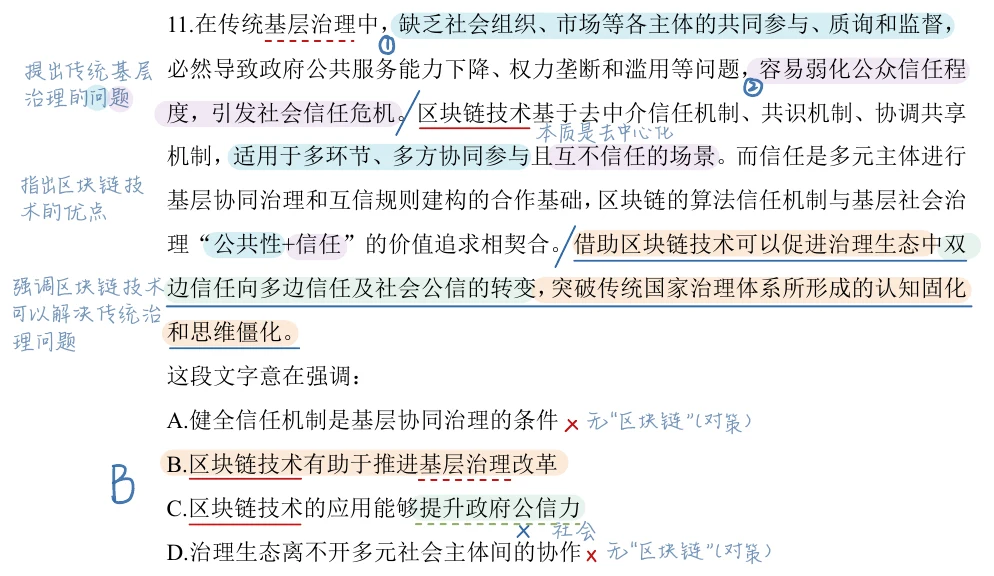 11.在传统基层治理中，缺乏社会组织、市场等各主体的共同参与、质询和监督，
①
提出传统基层
治理的问题
必然导致政府公共服务能力下降、权力垄断和滥用等问题，容易弱化公众信任程
②
度，引发社会信任危机。/区块链技术基于去中介信任机制、共识机制、协调共享
本质是去中心化
机制，适用于多环节、多方协同参与且互不信任的场景。而信任是多元主体进行
指出区块链技
术的优点
基层协同治理和互信规则建构的合作基础，区块链的算法信任机制与基层社会治
理“公共性+信任”的价值追求相契合。/借助区块链技术可以促进治理生态中双
强调区块链技术
可以解决传统治
理问题
边信任向多边信任及社会公信的转变，突破传统国家治理体系所形成的认知固化
和思维僵化。
这段文字意在强调：
A.健全信任机制是基层协同治理的条件 × 无“区块链”(对策)
B.区块链技术有助于推进基层治理改革
B
C.区块链技术的应用能够提升政府公信力
× 社会
D.治理生态离不开多元社会主体间的协作 × 无“区块链”(对策)